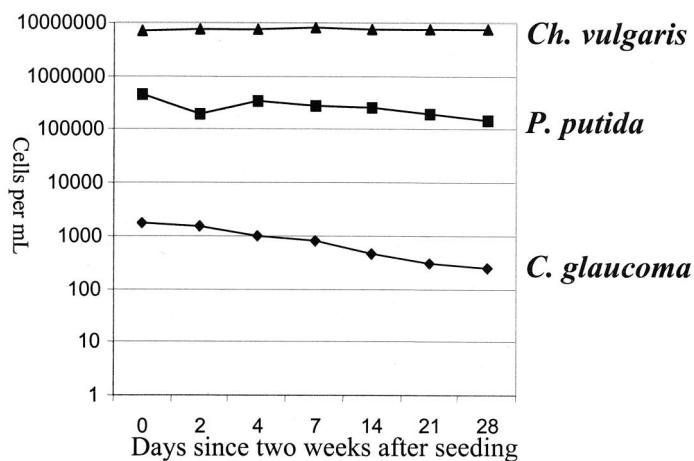 10000000
Ch. vulgaris
1000000
P. putida
100000
10000
1000
C. glaucoma
100
10
1
Cells per mL
0 2 4 7 14 21 28
Days since two weeks after seeding